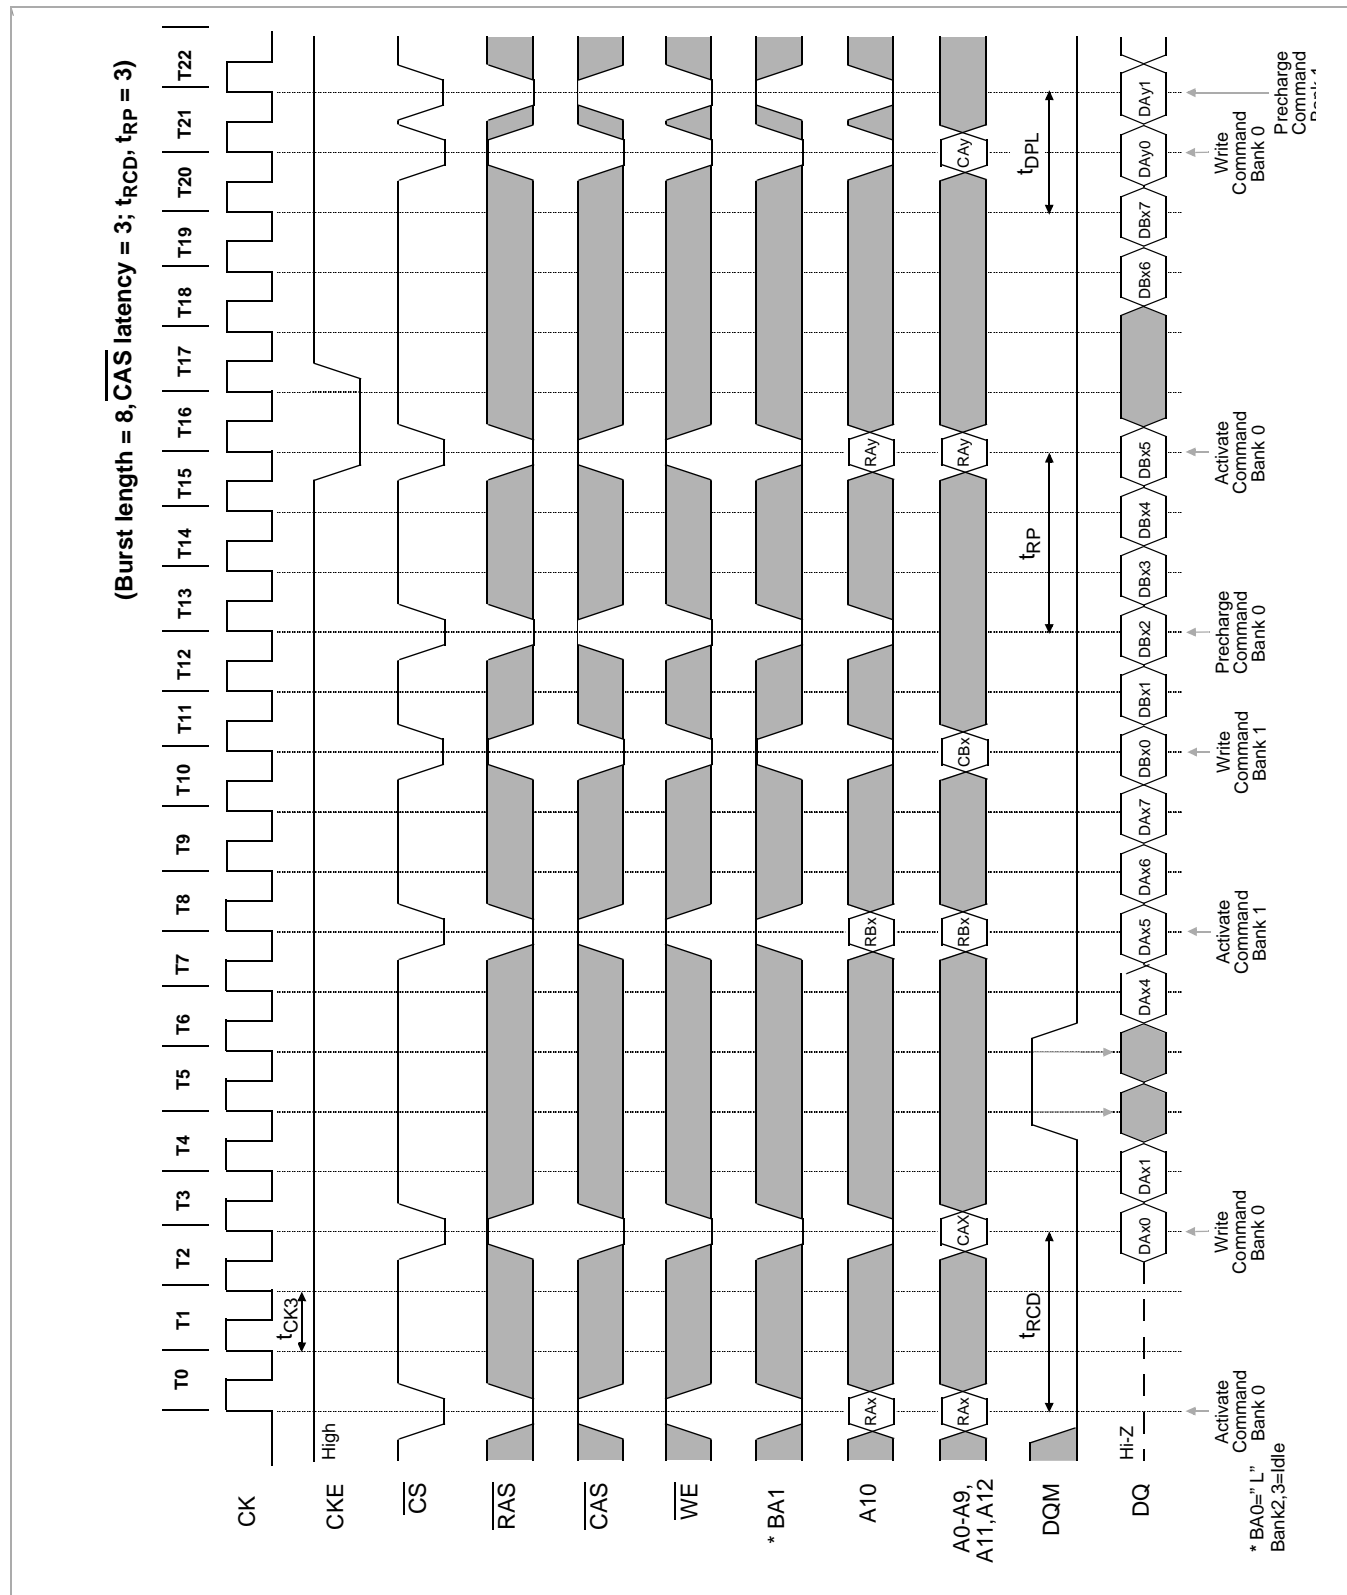 (Burst length = 8, CAS latency = 3; tRCD, tRP = 3)
T0 T1 T2 T3 T4 T5 T6 T7 T8 T9 T10 T11 T12 T13 T14 T15 T16 T17 T18 T19 T20 T21 T22
CK
tCK3
CKE
High
CS
RAS
CAS
WE
* BA1
A10
RAx RBx RAy
A0-A9,
A11,A12
RAx CAX RBx CBx RAy CAy
DQM
tRCD tRP tDPL
DQ
Hi-Z
DAx0 DAx1 DAx4 DAx5 DAx6 DAx7 DBx0 DBx1 DBx2 DBx3 DBx4 DBx5 DBx6 DBx7 DAy0 DAy1
Activate
Command
Bank 0
Write
Command
Bank 0
Activate
Command
Bank 1
Write
Command
Bank 1
Precharge
Command
Bank 0
Activate
Command
Bank 0
Write
Command
Bank 0
Precharge
Command
* BA0="L"
Bank2,3=Idle